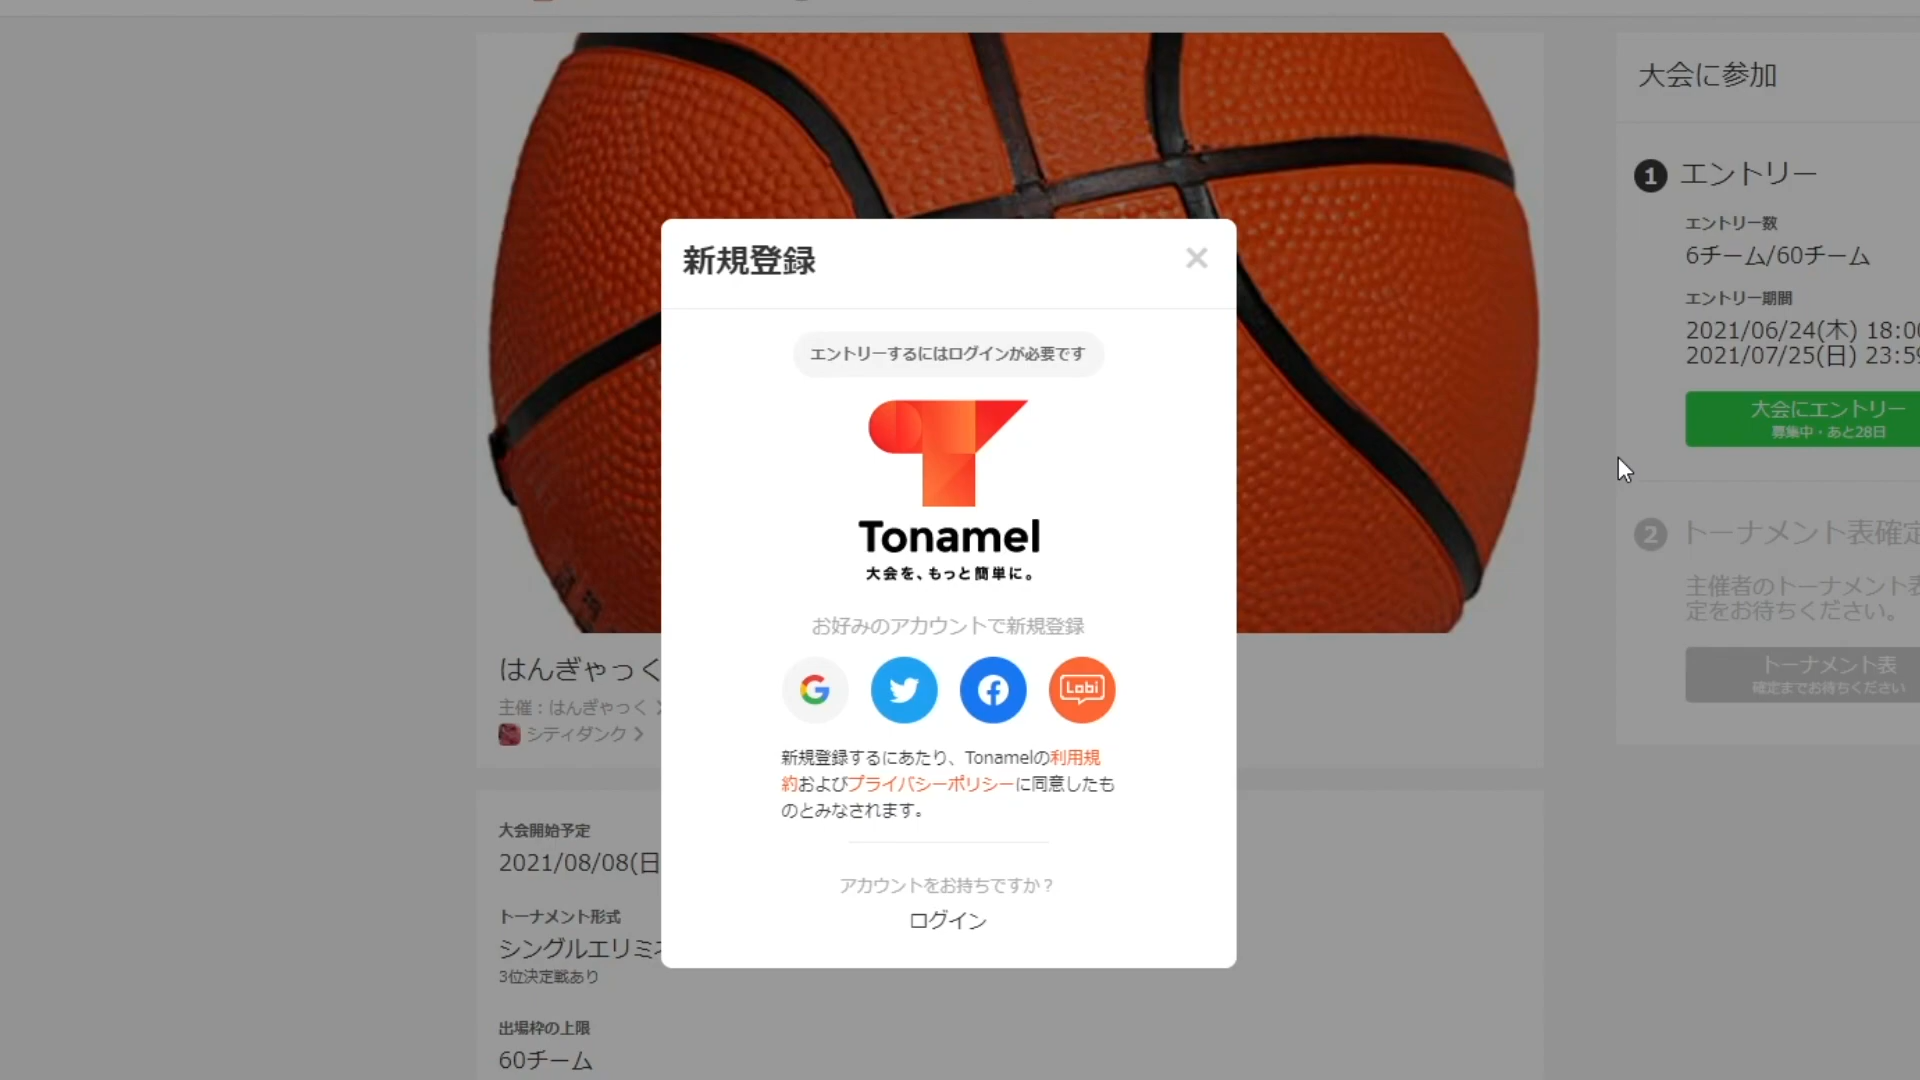 新規登録
エントリーするにはログインが必要です
Tonamel
大会を、もっと簡単に。
お好みのアカウントで新規登録
G
Lobi
新規登録するにあたり、Tonamelの利用規
約およびプライバシーポリシーに同意したも
のとみなされます。
アカウントをお持ちですか？
ログイン
はんぎゃっく
主催：はんぎゃっく
シティダンク
大会開始予定
2021/08/08(日
トーナメント形式
シングルエリミ
3位決定戦あり
出場枠の上限
60チーム
大会に参加
1 エントリー
エントリー数
6チーム/60チーム
エントリー期間
2021/06/24(木) 18:00
2021/07/25(日) 23:59
大会にエントリー
募集中・あと28日
2 トーナメント表確定
主催者のトーナメント表
定をお待ちください。
トーナメント表
確定までお待ちください